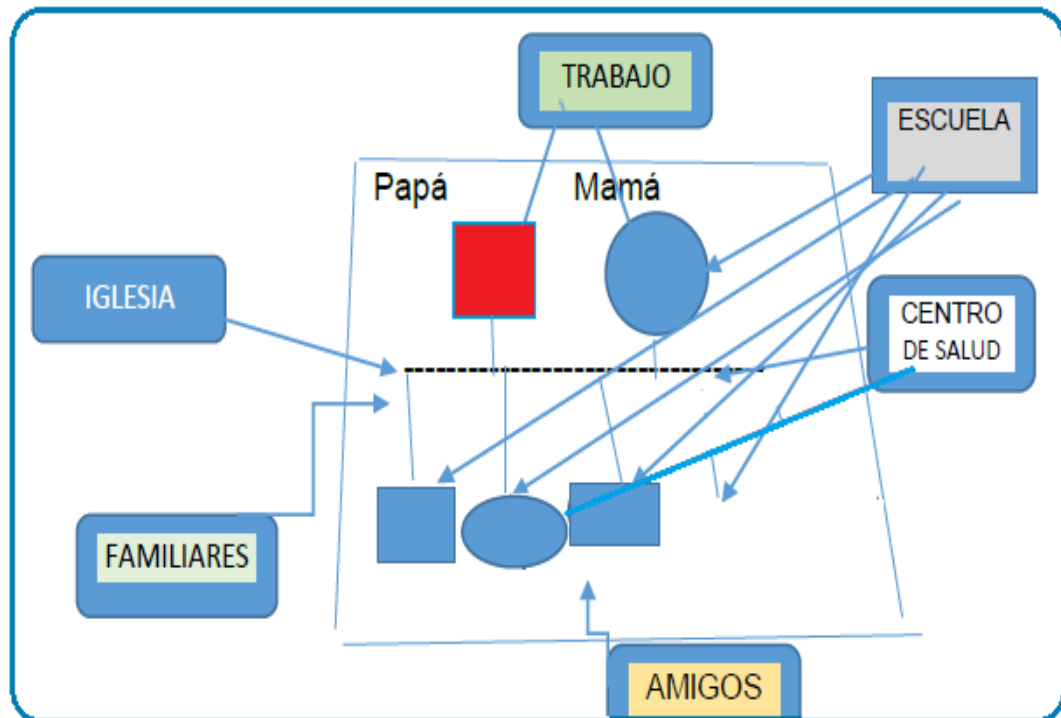 TRABAJO
ESCUELA
Papá
Mamá
IGLESIA
CENTRO
DE SALUD
FAMILIARES
AMIGOS